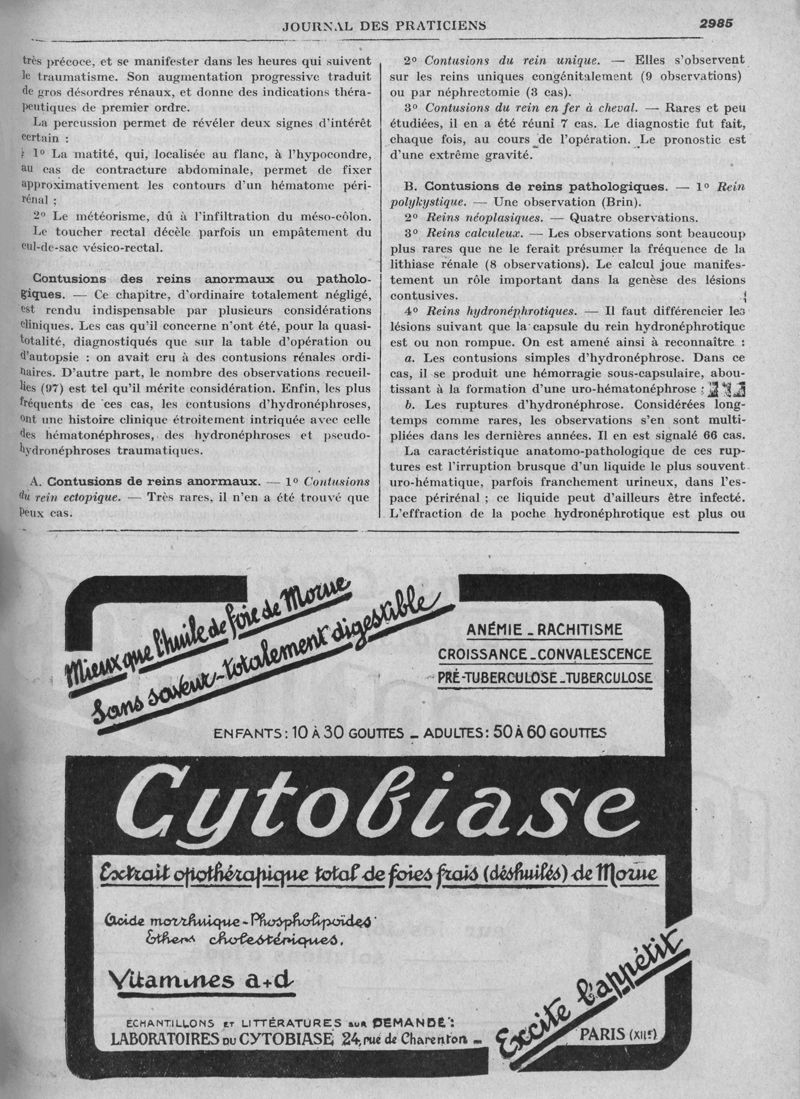 JOURNAL DES PRATICIENS
2985
très précoce, et se manifester dans les heures qui suivent
le traumatisme. Son augmentation progressive traduit
de gros désordres rénaux, et donne des indications théra-
peutiques de premier ordre.
La percussion permet de révéler deux signes d'intérêt
certain :
1º La matité, qui, localisée au flanc, à l'hypocondre,
au cas de contracture abdominale, permet de fixer
approximativement les contours d'un hématome péri-
rénal ;
2º Le météorisme, dû à l'infiltration du méso-côlon.
Le toucher rectal décèle parfois un empâtement du
cul-de-sac vésico-rectal.
Contusions des reins anormaux ou patholo-
giques. — Ce chapitre, d'ordinaire totalement négligé,
est rendu indispensable par plusieurs considérations
cliniques. Les cas qu'il concerne n'ont été, pour la quasi-
totalité, diagnostiqués que sur la table d'opération ou
d'autopsie : on avait cru à des contusions rénales ordi-
naires. D'autre part, le nombre des observations recueil-
lies (97) est tel qu'il mérite considération. Enfin, les plus
fréquents de ces cas, les contusions d'hydronéphroses,
ont une histoire clinique étroitement intriquée avec celle
des hématonéphroses, des hydronéphroses et pseudo-
hydronéphroses traumatiques.
A. Contusions de reins anormaux. — 1º Contusions
du rein ectopique. — Très rares, il n'en a été trouvé que
peux cas.
2º Contusions du rein unique. — Elles s'observent
sur les reins uniques congénitalement (9 observations)
ou par néphrectomie (3 cas).
3º Contusions du rein en fer à cheval. — Rares et peu
étudiées, il en a été réuni 7 cas. Le diagnostic fut fait,
chaque fois, au cours de l'opération. Le pronostic est
d'une extrême gravité.
B. Contusions de reins pathologiques. — 1º Rein
polykystique. — Une observation (Brin).
2º Reins néoplasiques. — Quatre observations.
3º Reins calculeux. — Les observations sont beaucoup
plus rares que ne le ferait présumer la fréquence de la
lithiase rénale (8 observations). Le calcul joue manifes-
tement un rôle important dans la genèse des lésions
contusives.
4º Reins hydronéphrotiques. — Il faut différencier les
lésions suivant que la capsule du rein hydronéphrotique
est ou non rompue. On est amené ainsi à reconnaître :
a. Les contusions simples d'hydronéphrose. Dans ce
cas, il se produit une hémorragie sous-capsulaire, abou-
tissant à la formation d'une uro-hématonéphrose ;
b. Les ruptures d'hydronéphrose. Considérées long-
temps comme rares, les observations s'en sont multi-
pliées dans les dernières années. Il en est signalé 66 cas.
La caractéristique anatomo-pathologique de ces rup-
tures est l'irruption brusque d'un liquide le plus souvent
uro-hématique, parfois franchement urineux, dans l'es-
pace périrénal ; ce liquide peut d'ailleurs être infecté.
L'effraction de la poche hydronéphrotique est plus ou
Mieux que l'huile de foie de Morue
Sans saveur - totalement digestible
ANÉMIE - RACHITISME
CROISSANCE - CONVALESCENCE
PRÉ-TUBERCULOSE - TUBERCULOSE
ENFANTS : 10 À 30 GOUTTES - ADULTES : 50 À 60 GOUTTES
Cytobiase
Extrait opothérapique total de foies frais (déshuilés) de Morue
Acide morrhuique - Phospholipoïdes
Ethers cholestériques.
Vitamines a+d
ECHANTILLONS ET LITTÉRATURES SUR DEMANDE :
LABORATOIRES DU CYTOBIASE, 24, rue de Charenton -
Excite l'appétit
PARIS (XIIe)